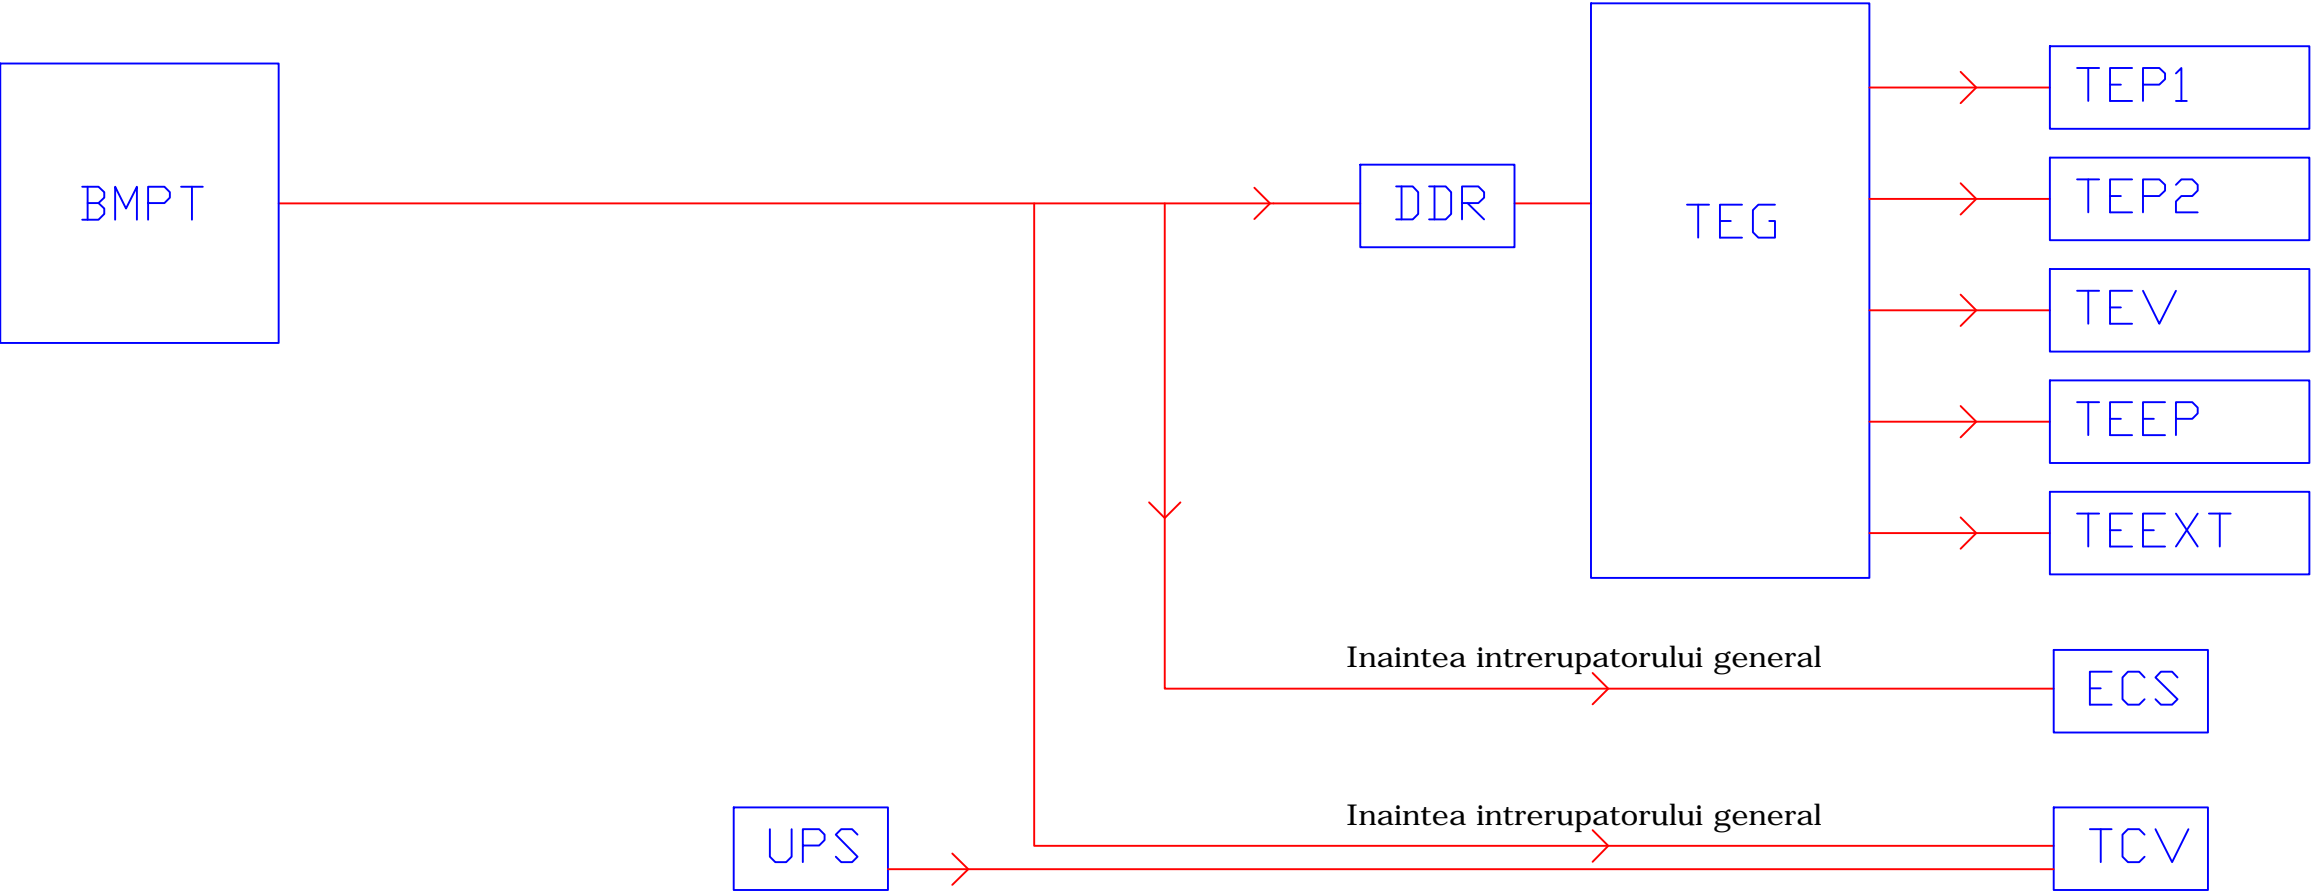 TEP1
BMPT
DDR
TEG
TEP2
TEV
TEEP
TEEXT
Inaintea intrerupatorului general
ECS
Inaintea intrerupatorului general
UPS
TCV